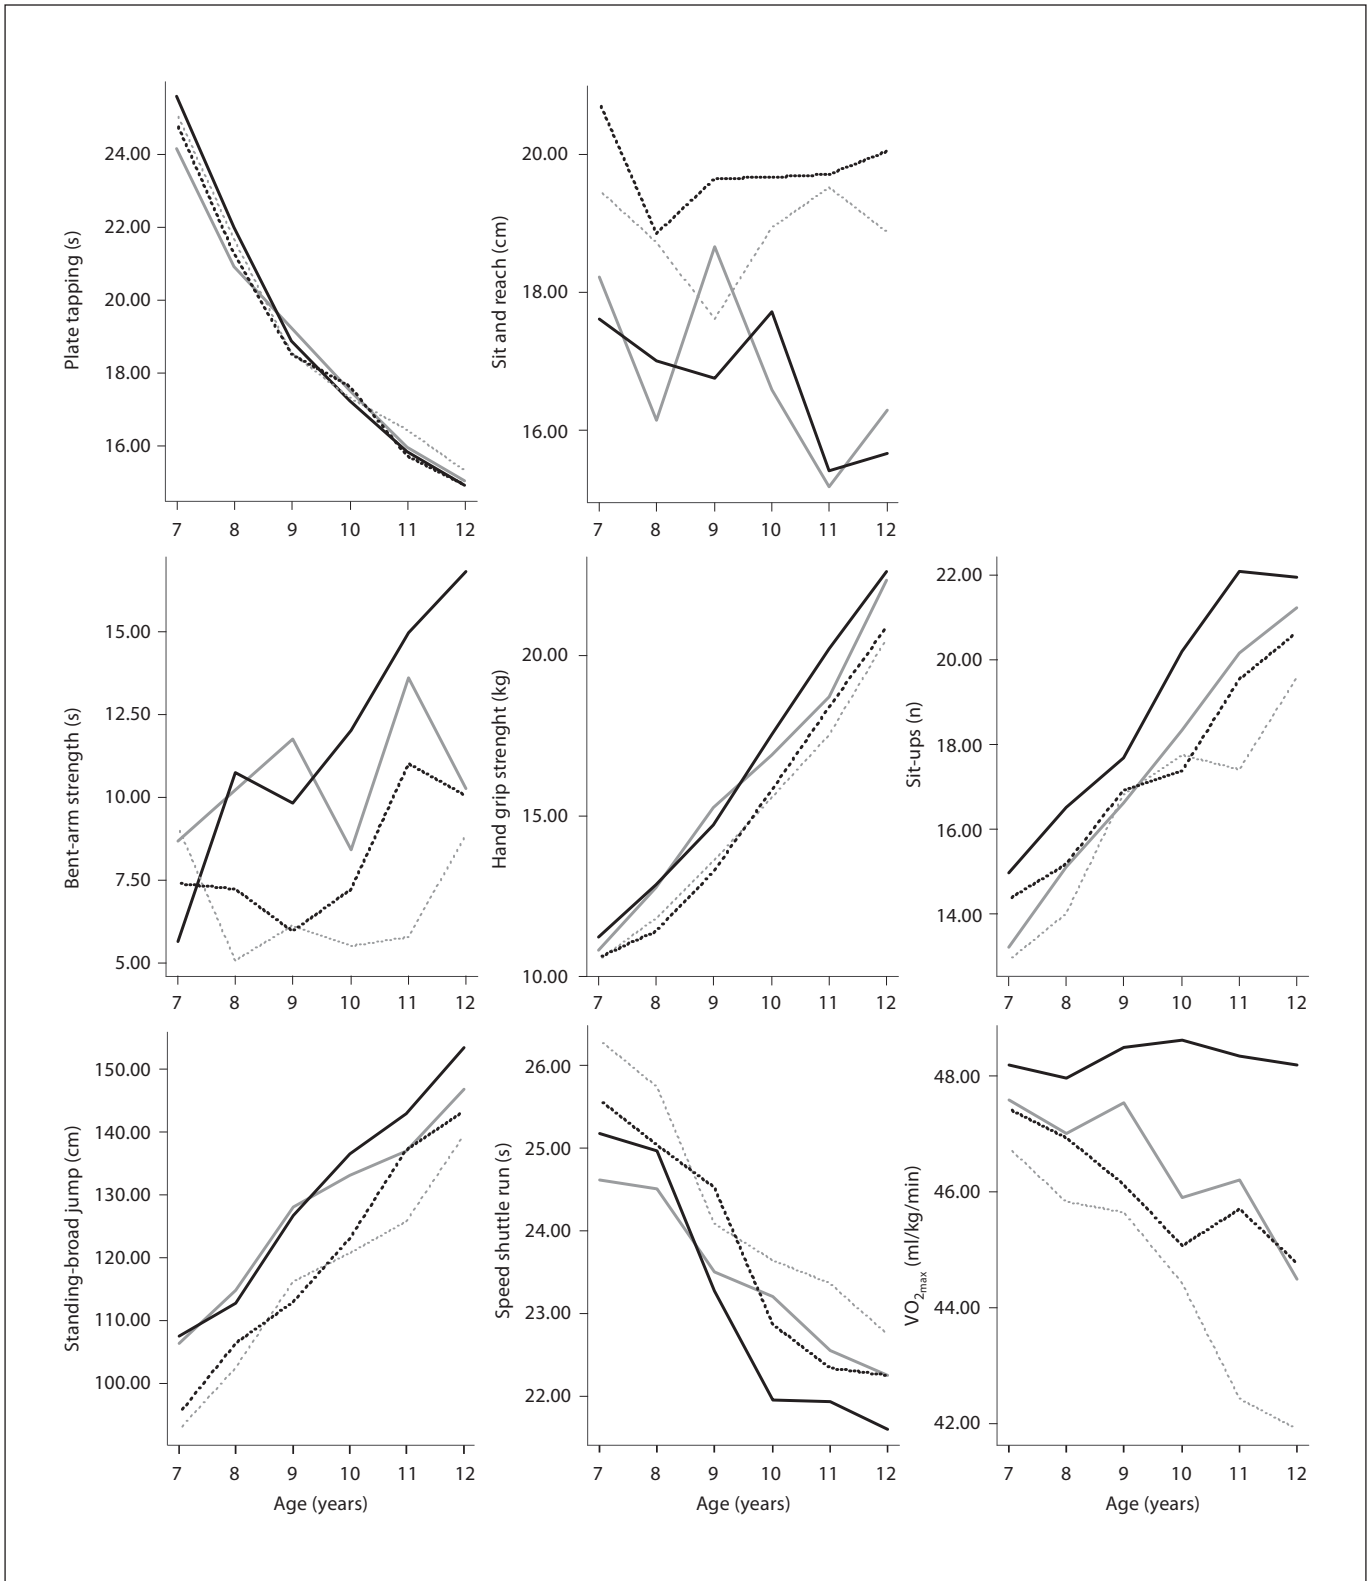 Plate tapping (s)
24.00
22.00
20.00
18.00
16.00
7 8 9 10 11 12
Sit and reach (cm)
20.00
18.00
16.00
7 8 9 10 11 12
Bent-arm strength (s)
15.00
12.50
10.00
7.50
5.00
7 8 9 10 11 12
Hand grip strenght (kg)
20.00
15.00
10.00
7 8 9 10 11 12
Sit-ups (n)
22.00
20.00
18.00
16.00
14.00
7 8 9 10 11 12
Standing-broad jump (cm)
150.00
140.00
130.00
120.00
110.00
100.00
7 8 9 10 11 12
Age (years)
Speed shuttle run (s)
26.00
25.00
24.00
23.00
22.00
7 8 9 10 11 12
Age (years)
VO2max (ml/kg/min)
48.00
46.00
44.00
42.00
7 8 9 10 11 12
Age (years)